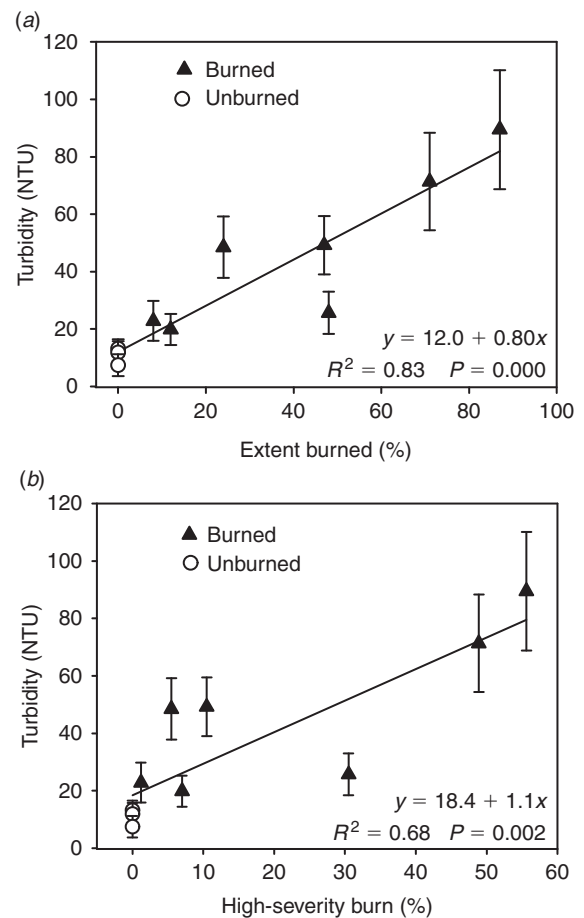 (a)
120
Burned
Unburned
100
80
60
40
20
0
Turbidity (NTU)
y = 12.0 + 0.80x
R² = 0.83 P = 0.000
0 20 40 60 80 100
Extent burned (%)
(b)
120
Burned
Unburned
100
80
60
40
20
0
Turbidity (NTU)
y = 18.4 + 1.1x
R² = 0.68 P = 0.002
0 10 20 30 40 50 60
High-severity burn (%)